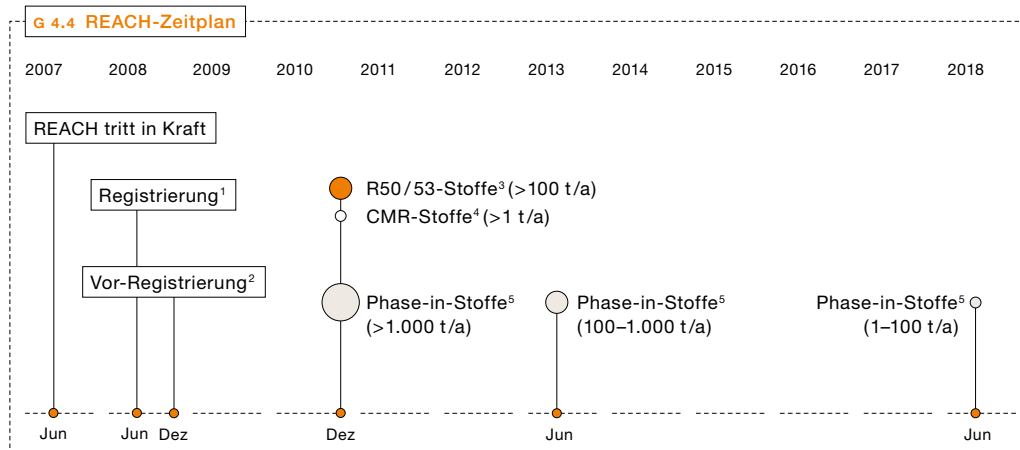 G 4.4 REACH-Zeitplan
2007 2008 2009 2010 2011 2012 2013 2014 2015 2016 2017 2018
REACH tritt in Kraft
Registrierung¹
R50/53-Stoffe³ (>100 t/a)
CMR-Stoffe⁴ (>1 t/a)
Vor-Registrierung²
Phase-in-Stoffe⁵
(>1.000 t/a)
Phase-in-Stoffe⁵
(100–1.000 t/a)
Phase-in-Stoffe⁵
(1–100 t/a)
Jun Jun Dez Dez Jun Jun